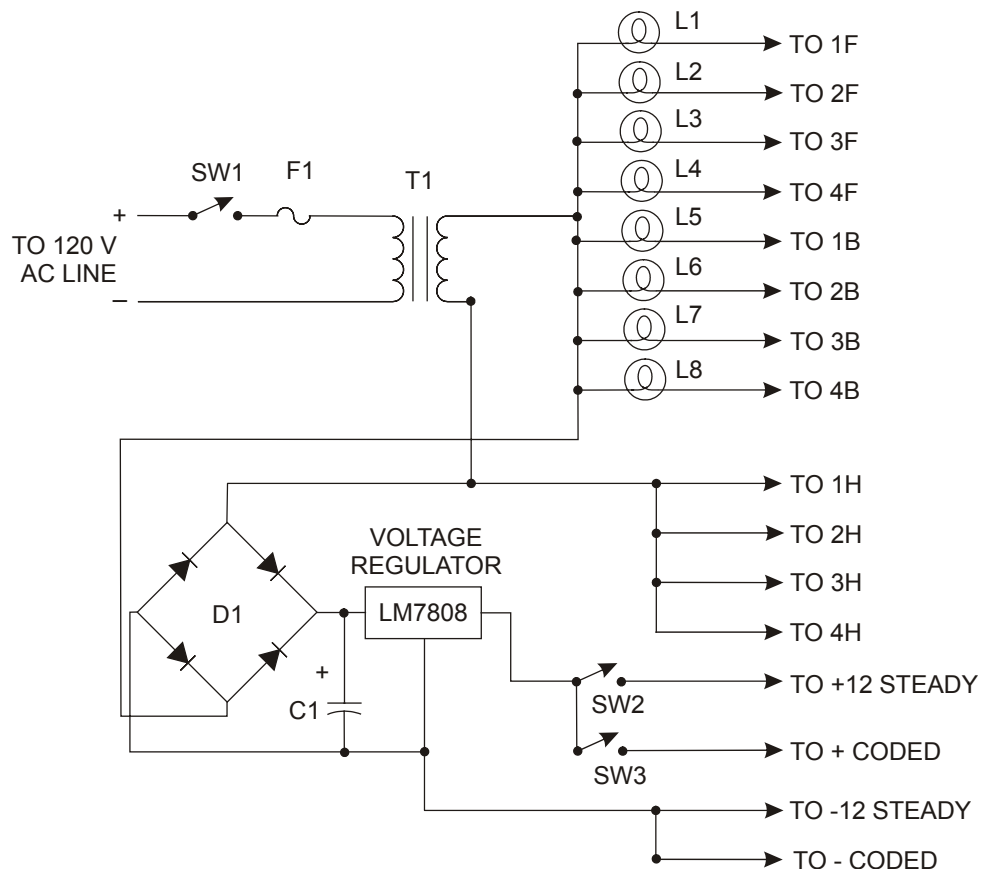 L1
TO 1F
L2
TO 2F
L3
TO 3F
L4
TO 4F
L5
TO 1B
L6
TO 2B
L7
TO 3B
L8
TO 4B
SW1
F1
T1
+
TO 120 V
AC LINE
–
TO 1H
TO 2H
TO 3H
TO 4H
VOLTAGE
REGULATOR
LM7808
D1
+
C1
SW2
TO +12 STEADY
SW3
TO + CODED
TO -12 STEADY
TO - CODED